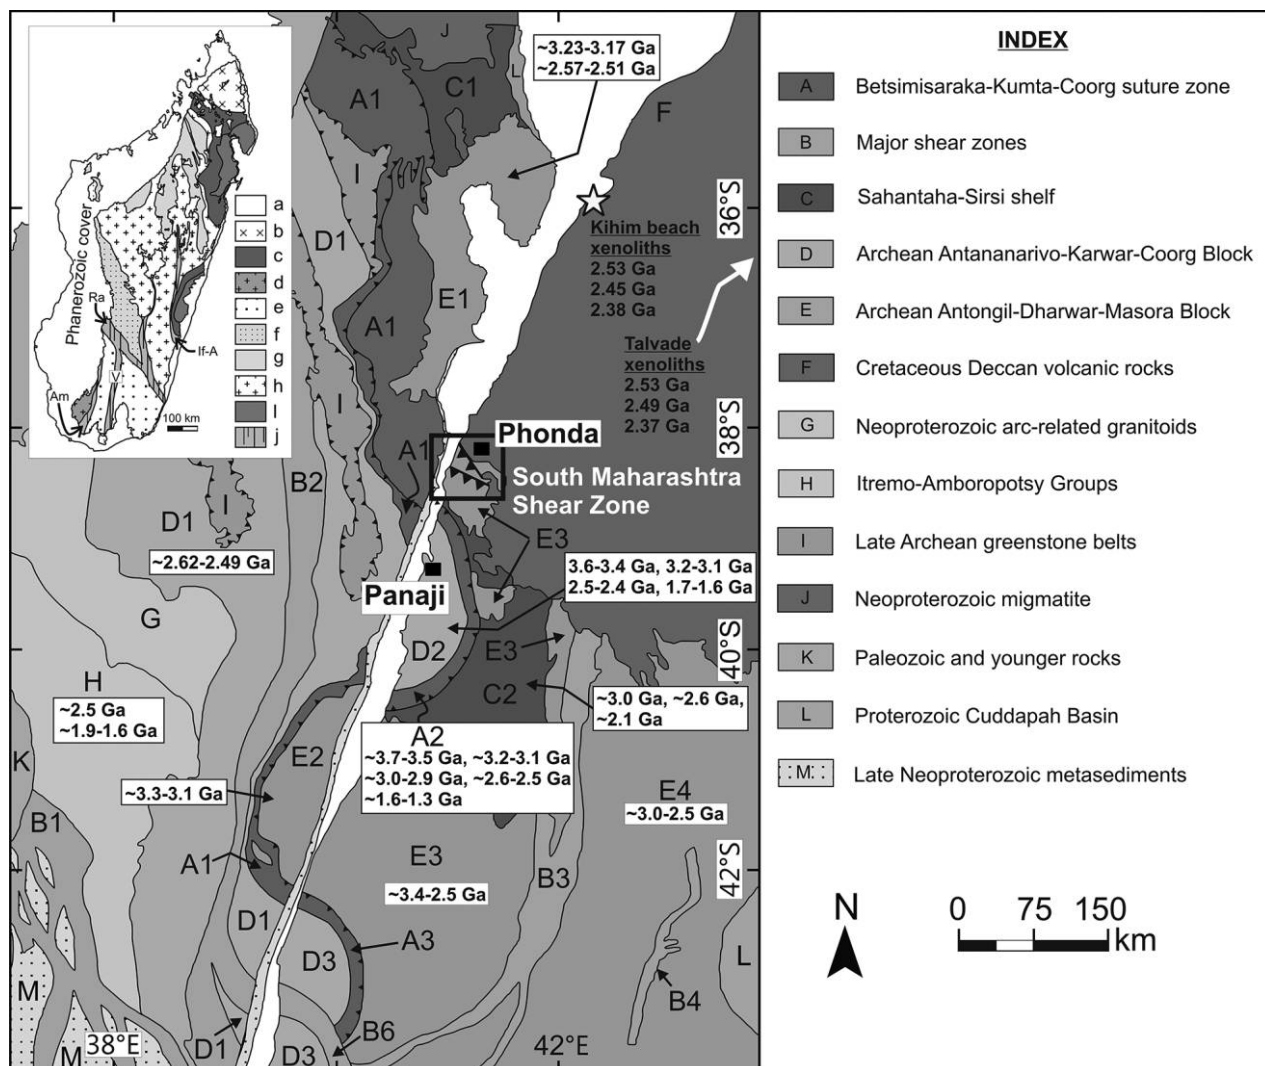 Phanerozoic cover
Ra
If-A
V
Am
100 km
a
b
c
d
e
f
g
h
I
j
J
L
~3.23-3.17 Ga
~2.57-2.51 Ga
A1
C1
F
I
D1
36°S
Kihim beach
xenoliths
2.53 Ga
2.45 Ga
2.38 Ga
E1
A1
Talvade
xenoliths
2.53 Ga
2.49 Ga
2.37 Ga
I
38°S
Phonda
A1
South Maharashtra
Shear Zone
B2
D1
I
E3
~2.62-2.49 Ga
3.6-3.4 Ga, 3.2-3.1 Ga
2.5-2.4 Ga, 1.7-1.6 Ga
Panaji
G
D2
E3
40°S
H
~2.5 Ga
~1.9-1.6 Ga
C2
~3.0 Ga, ~2.6 Ga,
~2.1 Ga
A2
~3.7-3.5 Ga, ~3.2-3.1 Ga
~3.0-2.9 Ga, ~2.6-2.5 Ga
~1.6-1.3 Ga
K
E2
~3.3-3.1 Ga
E4
~3.0-2.5 Ga
B1
A1
E3
~3.4-2.5 Ga
B3
42°S
D1
A3
D3
L
M
B4
38°E
D1
B6
42°E
M
D3
INDEX
A Betsimisaraka-Kumta-Coorg suture zone
B Major shear zones
C Sahantaha-Sirsi shelf
D Archean Antananarivo-Karwar-Coorg Block
E Archean Antongil-Dharwar-Masora Block
F Cretaceous Deccan volcanic rocks
G Neoproterozoic arc-related granitoids
H Itremo-Amboropotsy Groups
I Late Archean greenstone belts
J Neoproterozoic migmatite
K Paleozoic and younger rocks
L Proterozoic Cuddapah Basin
M Late Neoproterozoic metasediments
N
0 75 150
km